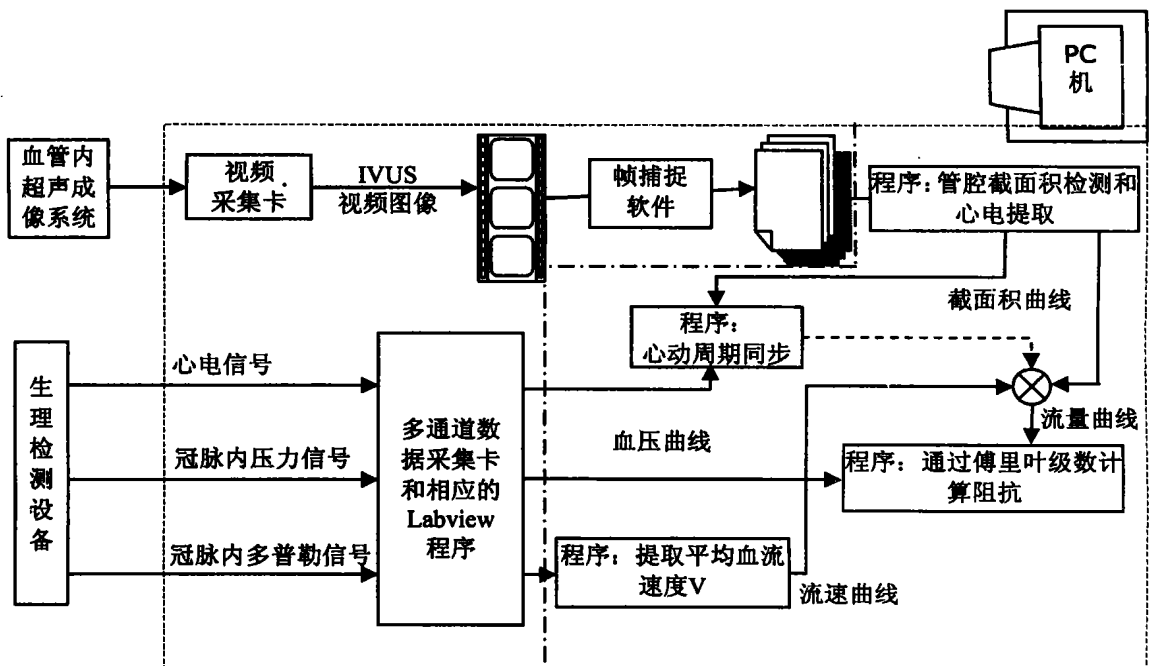 PC
机
血管内
超声成
像系统
视频
采集卡
IVUS
视频图像
帧捕捉
软件
程序：管腔截面积检测和
心电提取
截面积曲线
程序：
心动周期同步
生
理
检
测
设
备
心电信号
冠脉内压力信号
冠脉内多普勒信号
多通道数
据采集卡
和相应的
Labview
程序
血压曲线
流量曲线
程序：通过傅里叶级数计
算阻抗
程序：提取平均血流
速度V
流速曲线